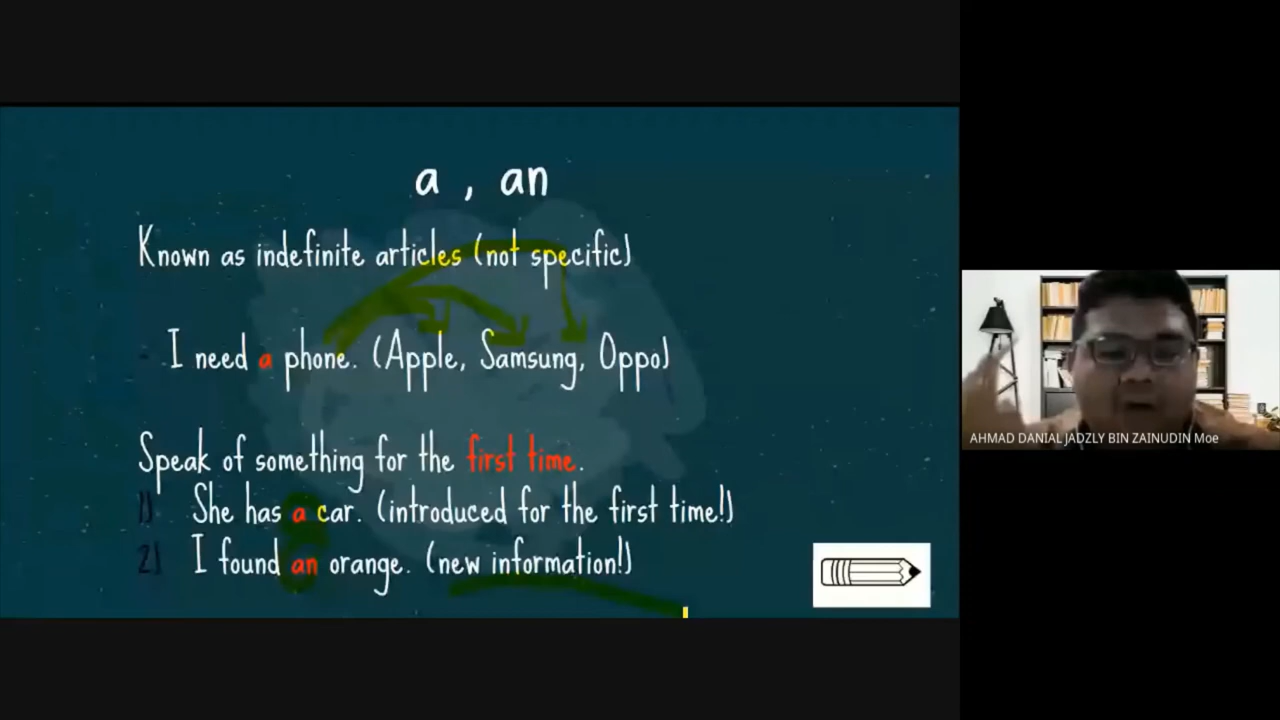 a , an
Known as indefinite articles (not specific)
- I need a phone. (Apple, Samsung, Oppo)
Speak of something for the first time.
1) She has a car. (introduced for the first time!)
2) I found an orange. (new information!)
AHMAD DANIAL JADZLY BIN ZAINUDIN Moe